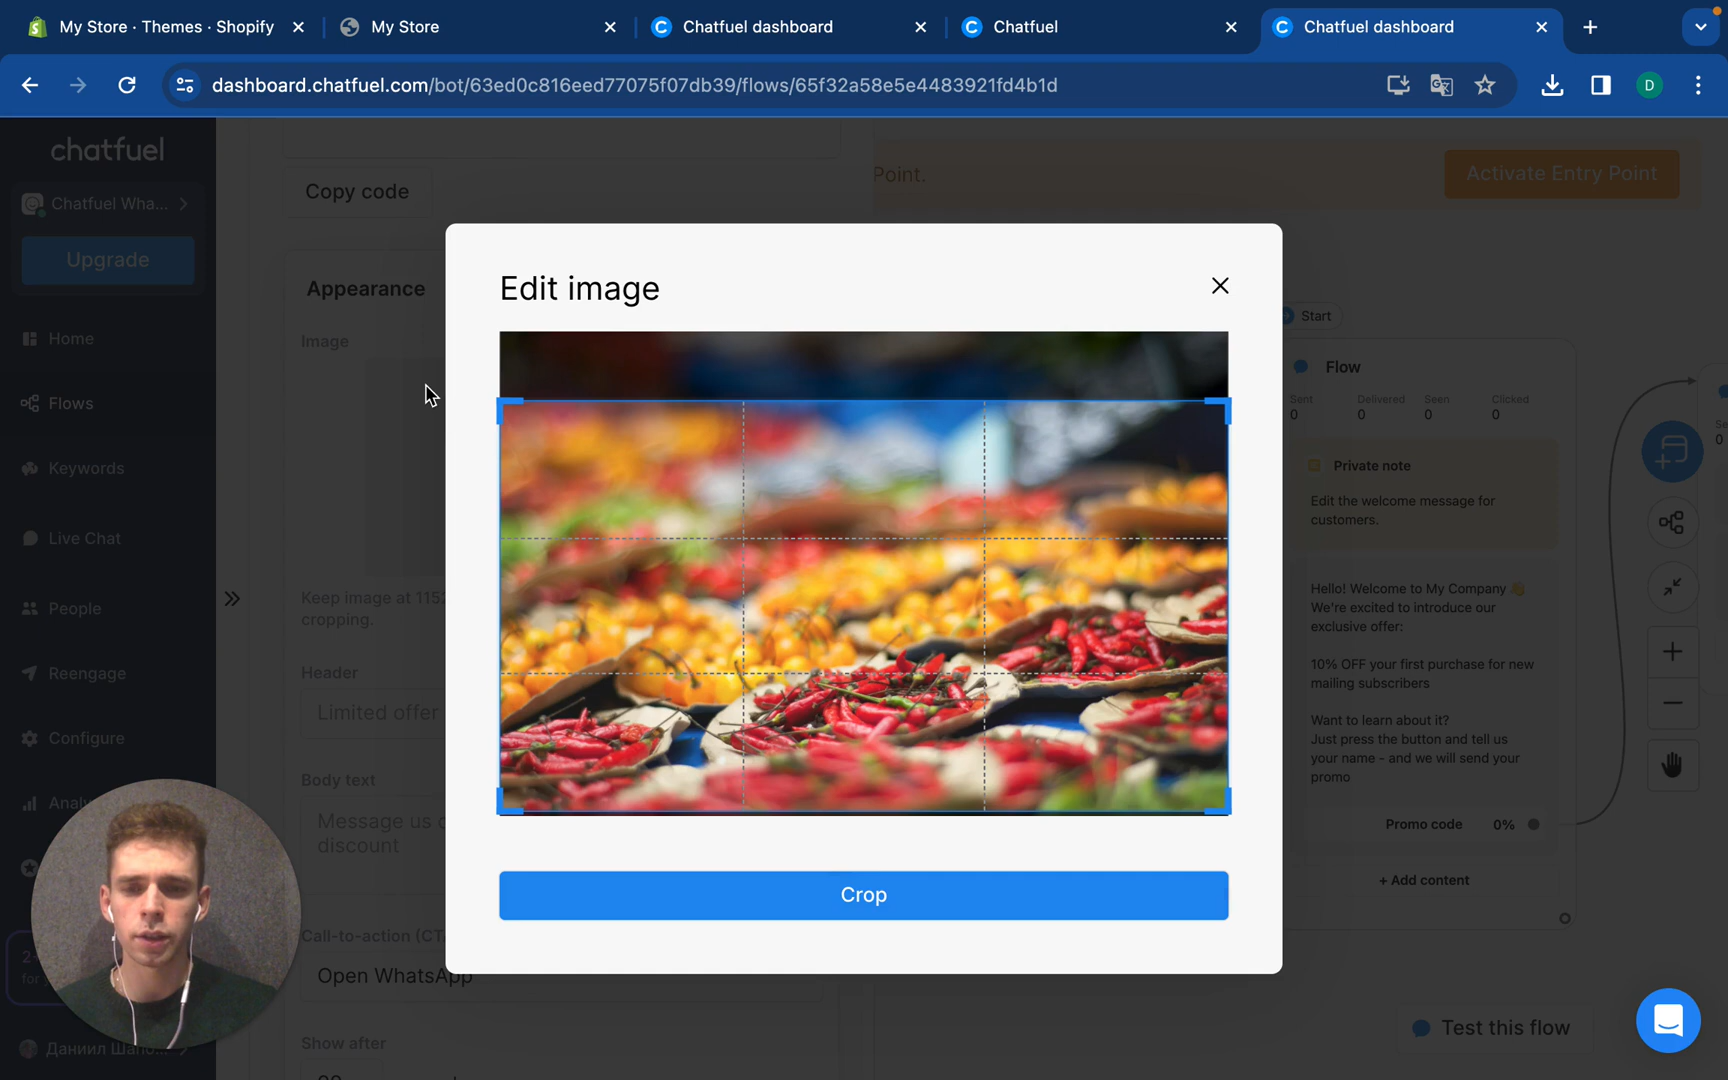 My Store · Themes · Shopify
My Store
Chatfuel dashboard
Chatfuel
Chatfuel dashboard
dashboard.chatfuel.com/bot/63ed0c816eed77075f07db39/flows/65f32a58e5e4483921fd4b1d
D
chatfuel
Chatfuel Wha...
Upgrade
Home
Flows
Keywords
Live Chat
People
Reengage
Configure
Copy code
Appearance
Image
Keep image at 1152
cropping.
Header
Limited offer
Body text
Message us
discount
Call-to-action
Open WhatsApp
Show after
Edit image
Crop
Point.
Activate Entry Point
Start
Flow
Sent
Delivered
Seen
Clicked
0
0
0
0
Private note
Edit the welcome message for
customers.
Hello! Welcome to My Company 👋
We're excited to introduce our
exclusive offer:
10% OFF your first purchase for new
mailing subscribers
Want to learn about it?
Just press the button and tell us
your name - and we will send your
promo
Promo code 0%
+ Add content
Test this flow